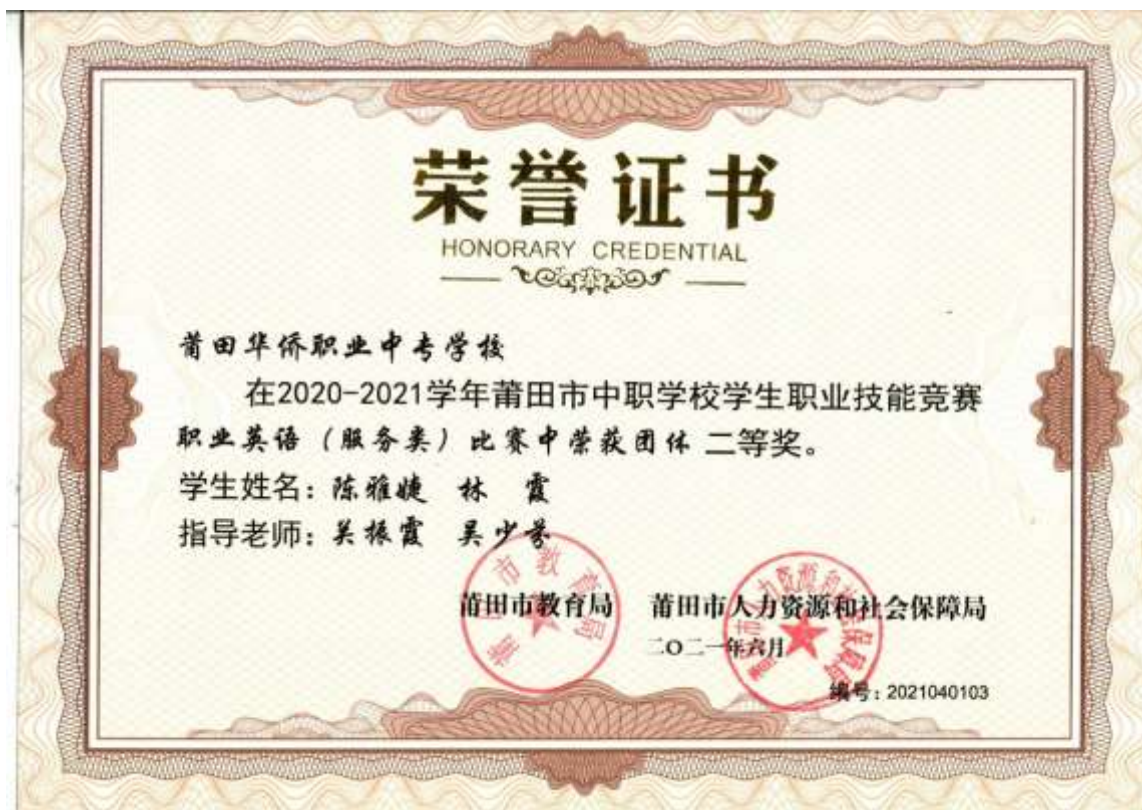 荣誉证书
HONORARY CREDENTIAL
莆田华侨职业中专学校
在2020-2021学年莆田市中职学校学生职业技能竞赛
职业英语(服务类)比赛中荣获团体 二等奖。
学生姓名:陈雅婕 林 霞
指导老师:关振霞 吴少芬
莆田市教育局 莆田市人力资源和社会保障局
二〇二一年六月
编号:2021040103